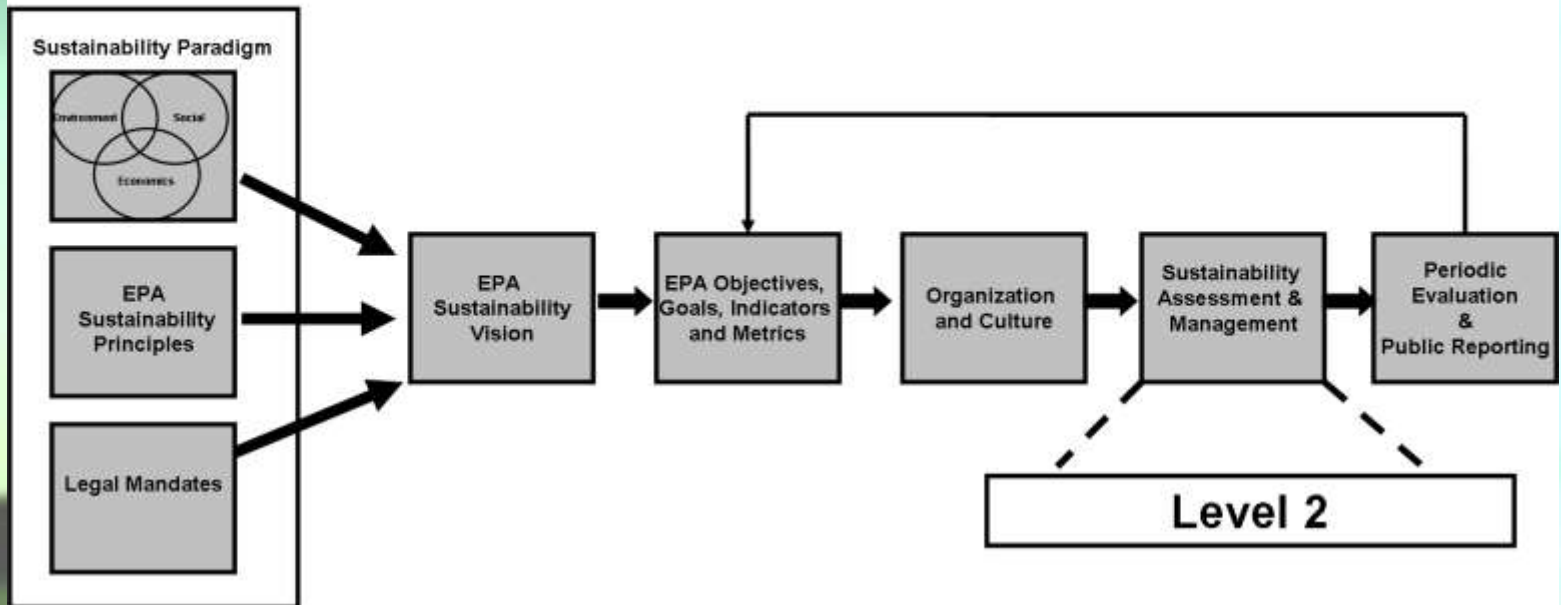 Sustainability Paradigm
Environment
Social
Economics
EPA
Sustainability
Principles
Legal Mandates
EPA
Sustainability
Vision
EPA Objectives,
Goals, Indicators
and Metrics
Organization
and Culture
Sustainability
Assessment &
Management
Periodic
Evaluation
&
Public Reporting
Level 2